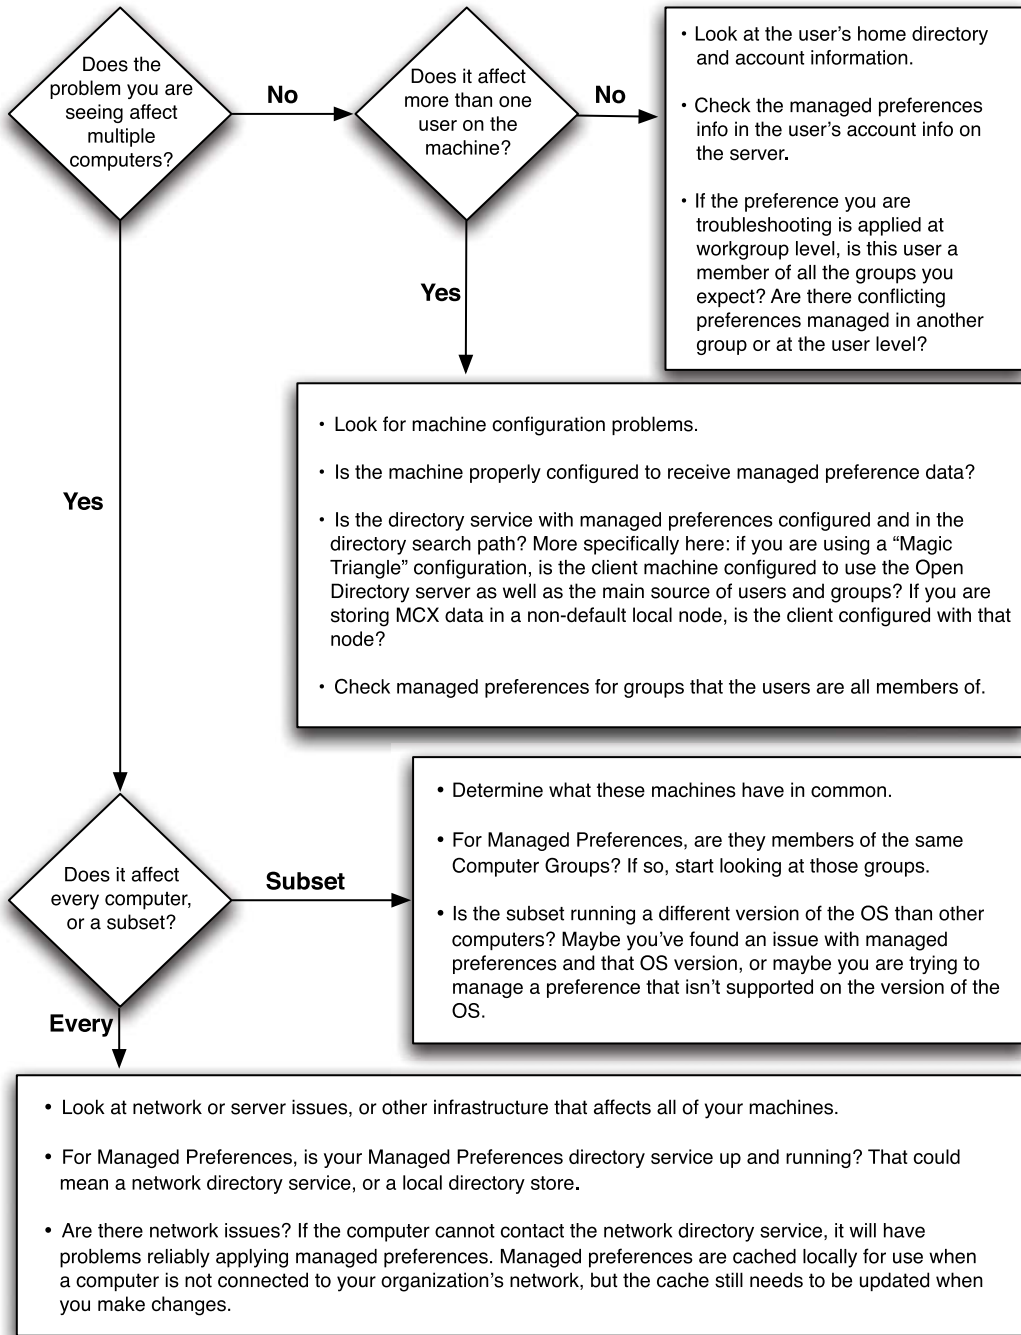 Does the
problem you are
seeing affect
multiple
computers?
No
Does it affect
more than one
user on the
machine?
No
• Look at the user’s home directory
and account information.
• Check the managed preferences
info in the user’s account info on
the server.
• If the preference you are
troubleshooting is applied at
workgroup level, is this user a
member of all the groups you
expect? Are there conflicting
preferences managed in another
group or at the user level?
Yes
• Look for machine configuration problems.
• Is the machine properly configured to receive managed preference data?
• Is the directory service with managed preferences configured and in the
directory search path? More specifically here: if you are using a “Magic
Triangle” configuration, is the client machine configured to use the Open
Directory server as well as the main source of users and groups? If you are
storing MCX data in a non-default local node, is the client configured with that
node?
• Check managed preferences for groups that the users are all members of.
Yes
Does it affect
every computer,
or a subset?
Subset
• Determine what these machines have in common.
• For Managed Preferences, are they members of the same
Computer Groups? If so, start looking at those groups.
• Is the subset running a different version of the OS than other
computers? Maybe you’ve found an issue with managed
preferences and that OS version, or maybe you are trying to
manage a preference that isn’t supported on the version of the
OS.
Every
• Look at network or server issues, or other infrastructure that affects all of your machines.
• For Managed Preferences, is your Managed Preferences directory service up and running? That could
mean a network directory service, or a local directory store.
• Are there network issues? If the computer cannot contact the network directory service, it will have
problems reliably applying managed preferences. Managed preferences are cached locally for use when
a computer is not connected to your organization’s network, but the cache still needs to be updated when
you make changes.